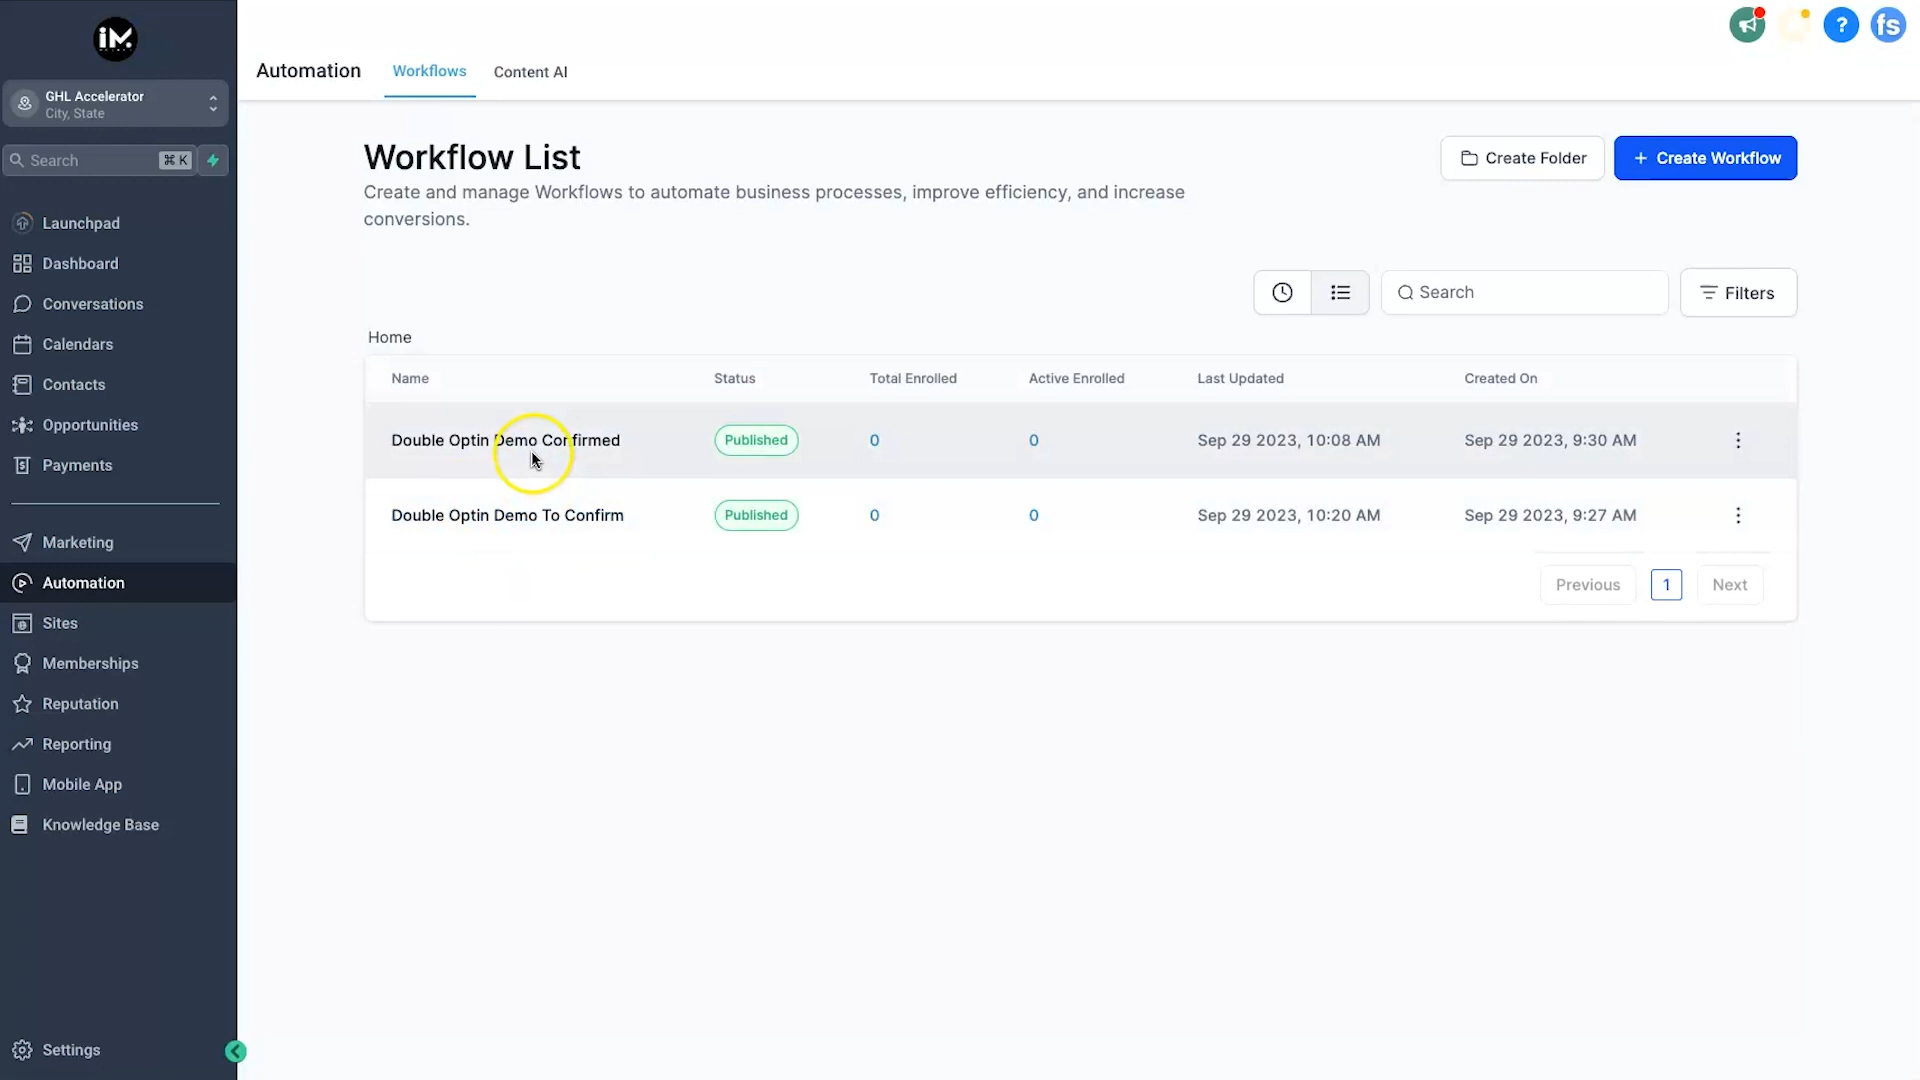 iM.
GHL Accelerator
City, State
Search ⌘ K
Launchpad
Dashboard
Conversations
Calendars
Contacts
Opportunities
Payments
Marketing
Automation
Sites
Memberships
Reputation
Reporting
Mobile App
Knowledge Base
Settings
Automation Workflows Content AI
? fs
Workflow List
Create and manage Workflows to automate business processes, improve efficiency, and increase
conversions.
Create Folder + Create Workflow
Search Filters
Home
Name Status Total Enrolled Active Enrolled Last Updated Created On
Double Optin Demo Confirmed Published 0 0 Sep 29 2023, 10:08 AM Sep 29 2023, 9:30 AM
Double Optin Demo To Confirm Published 0 0 Sep 29 2023, 10:20 AM Sep 29 2023, 9:27 AM
Previous 1 Next